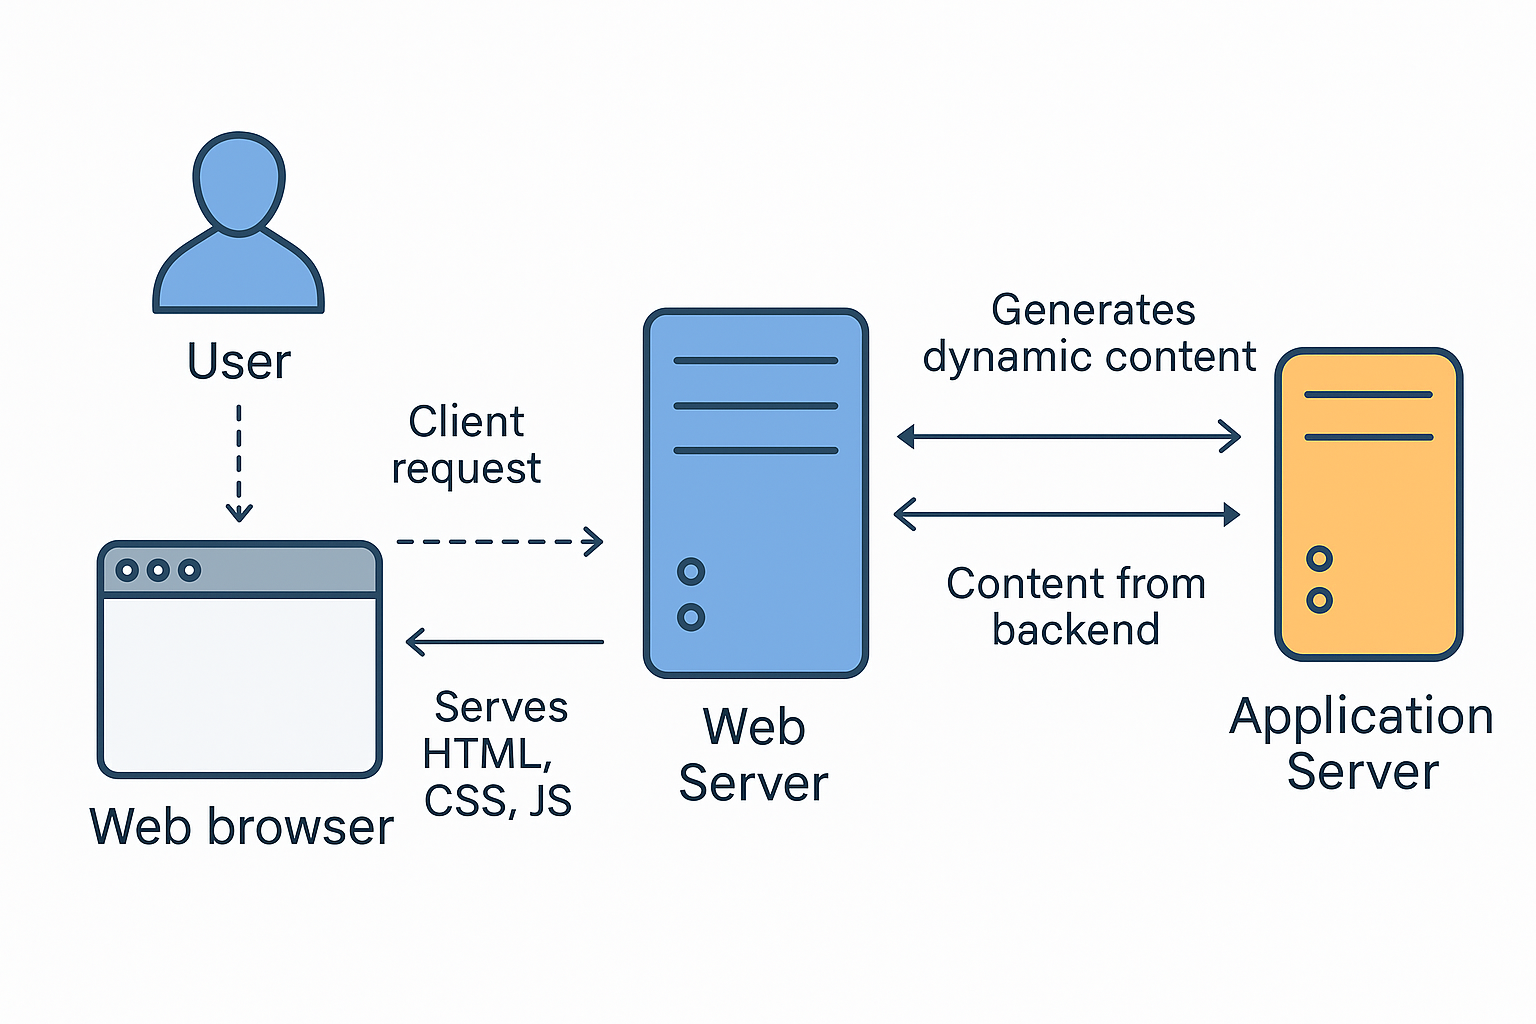 User
Client
request
Generates
dynamic content
Content from
backend
Serves
HTML,
CSS, JS
Web browser
Web
Server
Application
Server